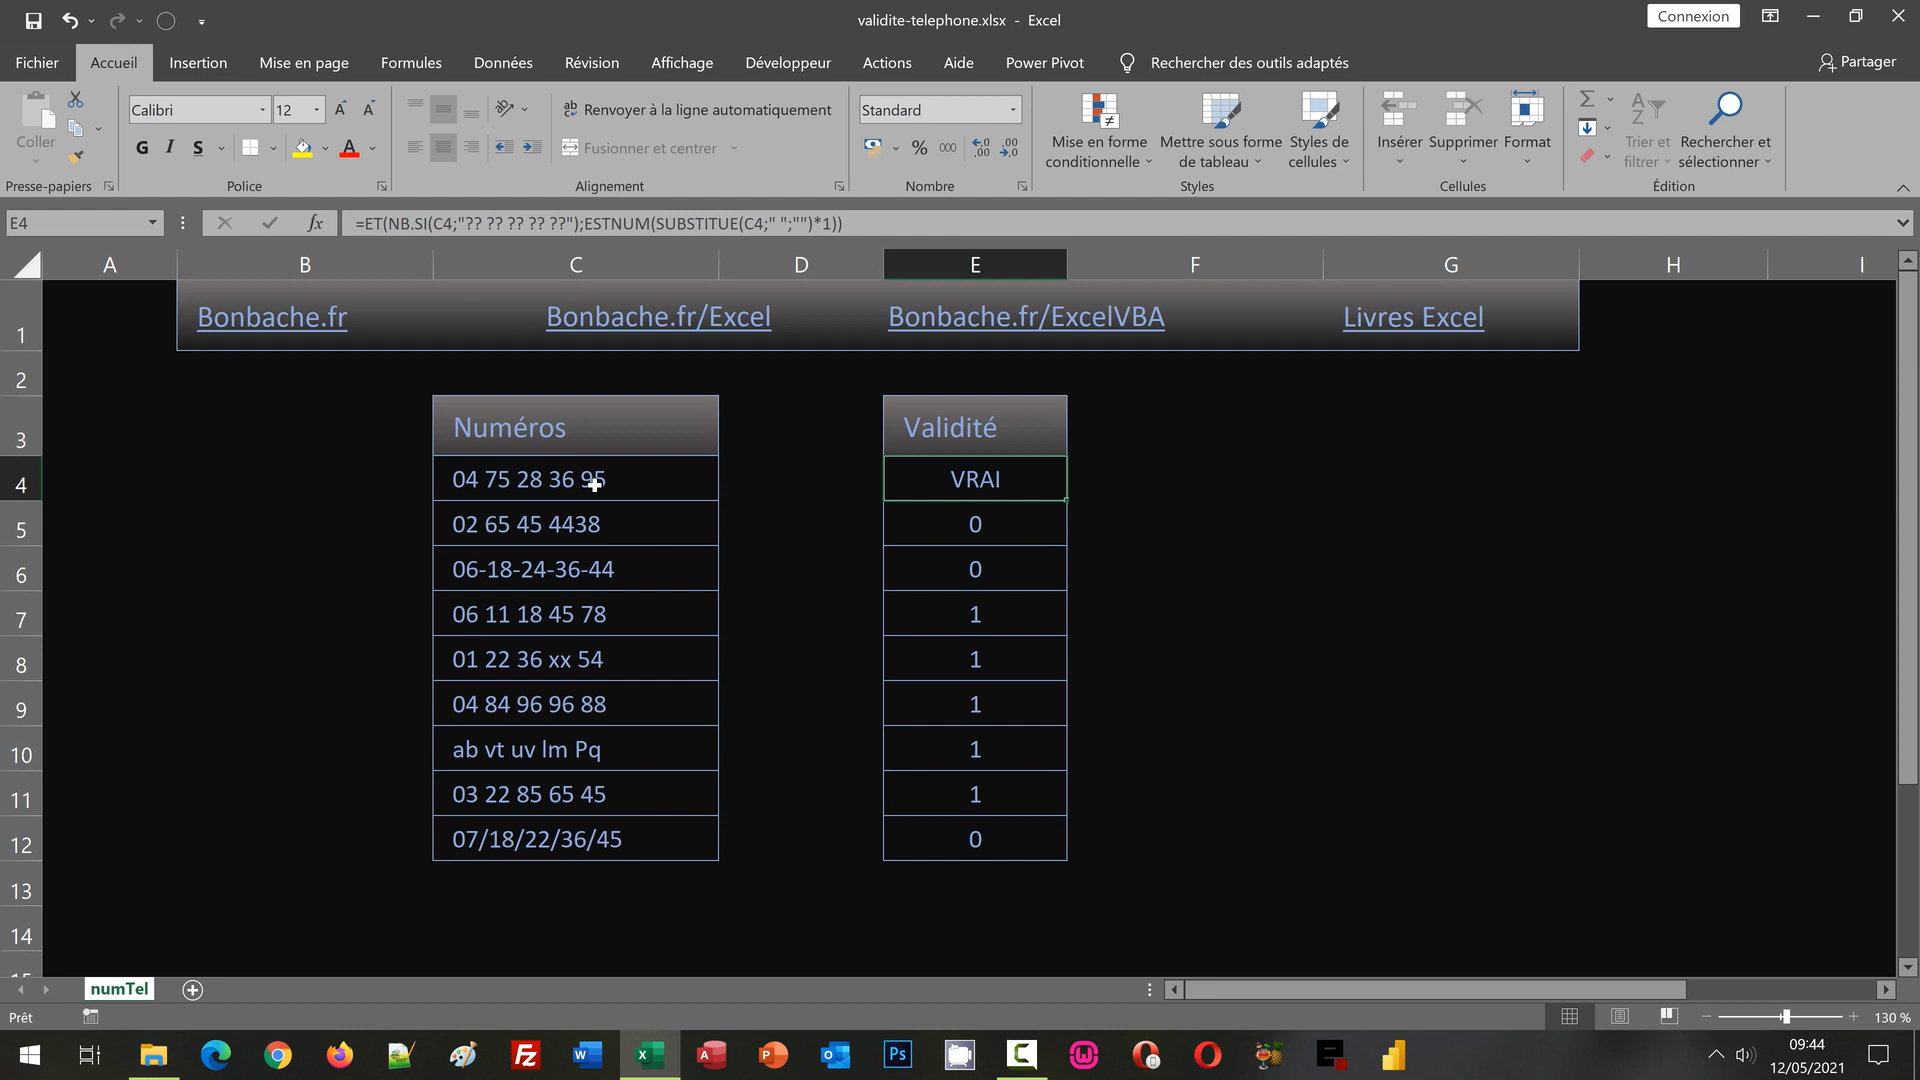 validite-telephone.xlsx - Excel
Connexion
Fichier Accueil Insertion Mise en page Formules Données Révision Affichage Développeur Actions Aide Power Pivot Rechercher des outils adaptés Partager
Coller
Presse-papiers
Calibri 12
G I S
Police
Renvoyer à la ligne automatiquement
Fusionner et centrer
Alignement
Standard
% 000
Nombre
Mise en forme conditionnelle
Mettre sous forme de tableau
Styles de cellules
Styles
Insérer Supprimer Format
Cellules
Trier et filtrer
Rechercher et sélectionner
Édition
E4 fx =ET(NB.SI(C4;"?? ?? ?? ?? ??");ESTNUM(SUBSTITUE(C4;" ";"")*1))
A B C D E F G H I
1 Bonbache.fr Bonbache.fr/Excel Bonbache.fr/ExcelVBA Livres Excel
2
3 Numéros Validité
4 04 75 28 36 95 VRAI
5 02 65 45 4438 0
6 06-18-24-36-44 0
7 06 11 18 45 78 1
8 01 22 36 xx 54 1
9 04 84 96 96 88 1
10 ab vt uv lm Pq 1
11 03 22 85 65 45 1
12 07/18/22/36/45 0
13
14
15
numTel
Prêt
130 %
09:44
12/05/2021